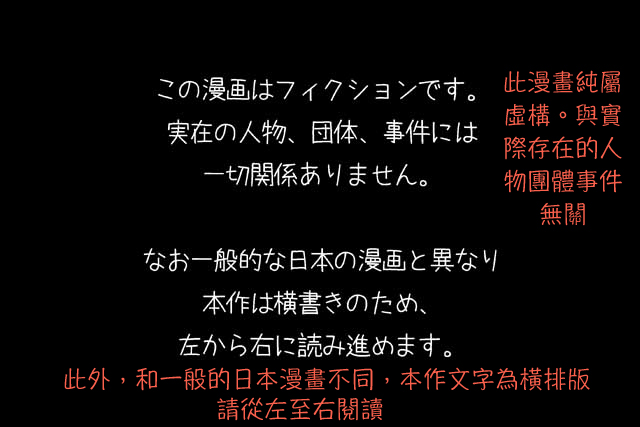 この漫画はフィクションです。
実在の人物、団体、事件には
一切関係ありません。
此漫畫純屬
虛構。與實
際存在的人
物團體事件
無關
なお一般的な日本の漫画と異なり
本作は横書きのため、
左から右に読み進めます。
此外，和一般的日本漫畫不同，本作文字為橫排版
請從左至右閱讀